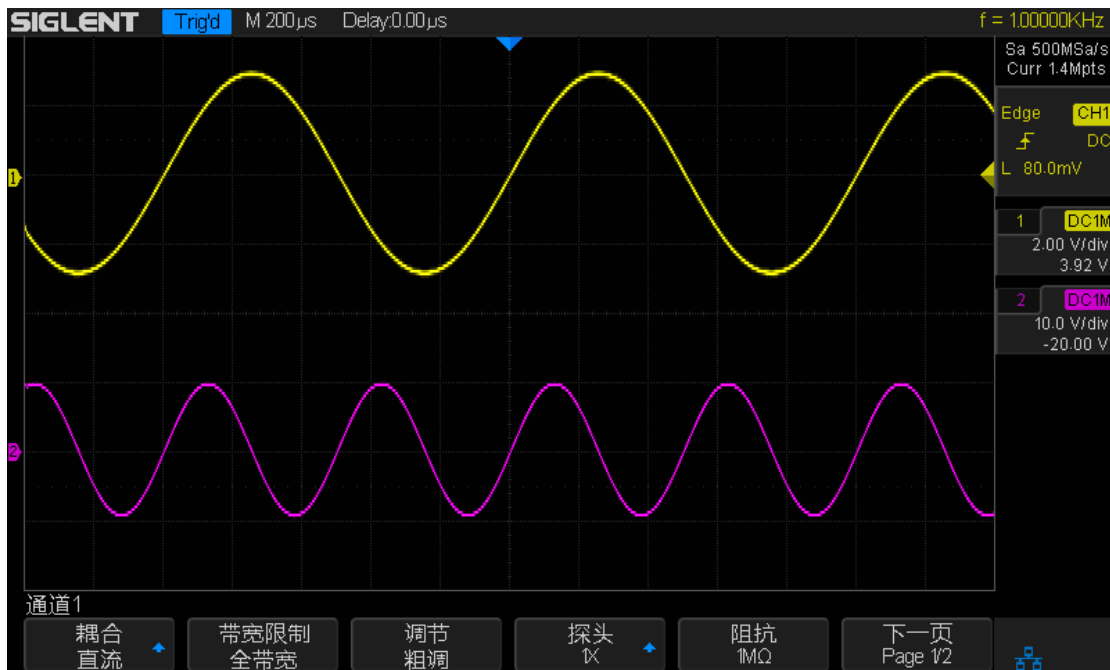 SIGLENT Trig'd M 200µs Delay:0.00µs f = 1.00000KHz
Sa 500MSa/s
Curr 1.4Mpts
Edge CH1
DC
L 80.0mV
1 DC1M
2.00 V/div
3.92 V
2 DC1M
10.0 V/div
-20.00 V
1
2
通道1
耦合 带宽限制 调节 探头 阻抗 下一页
直流 全带宽 粗调 1X 1MΩ Page 1/2